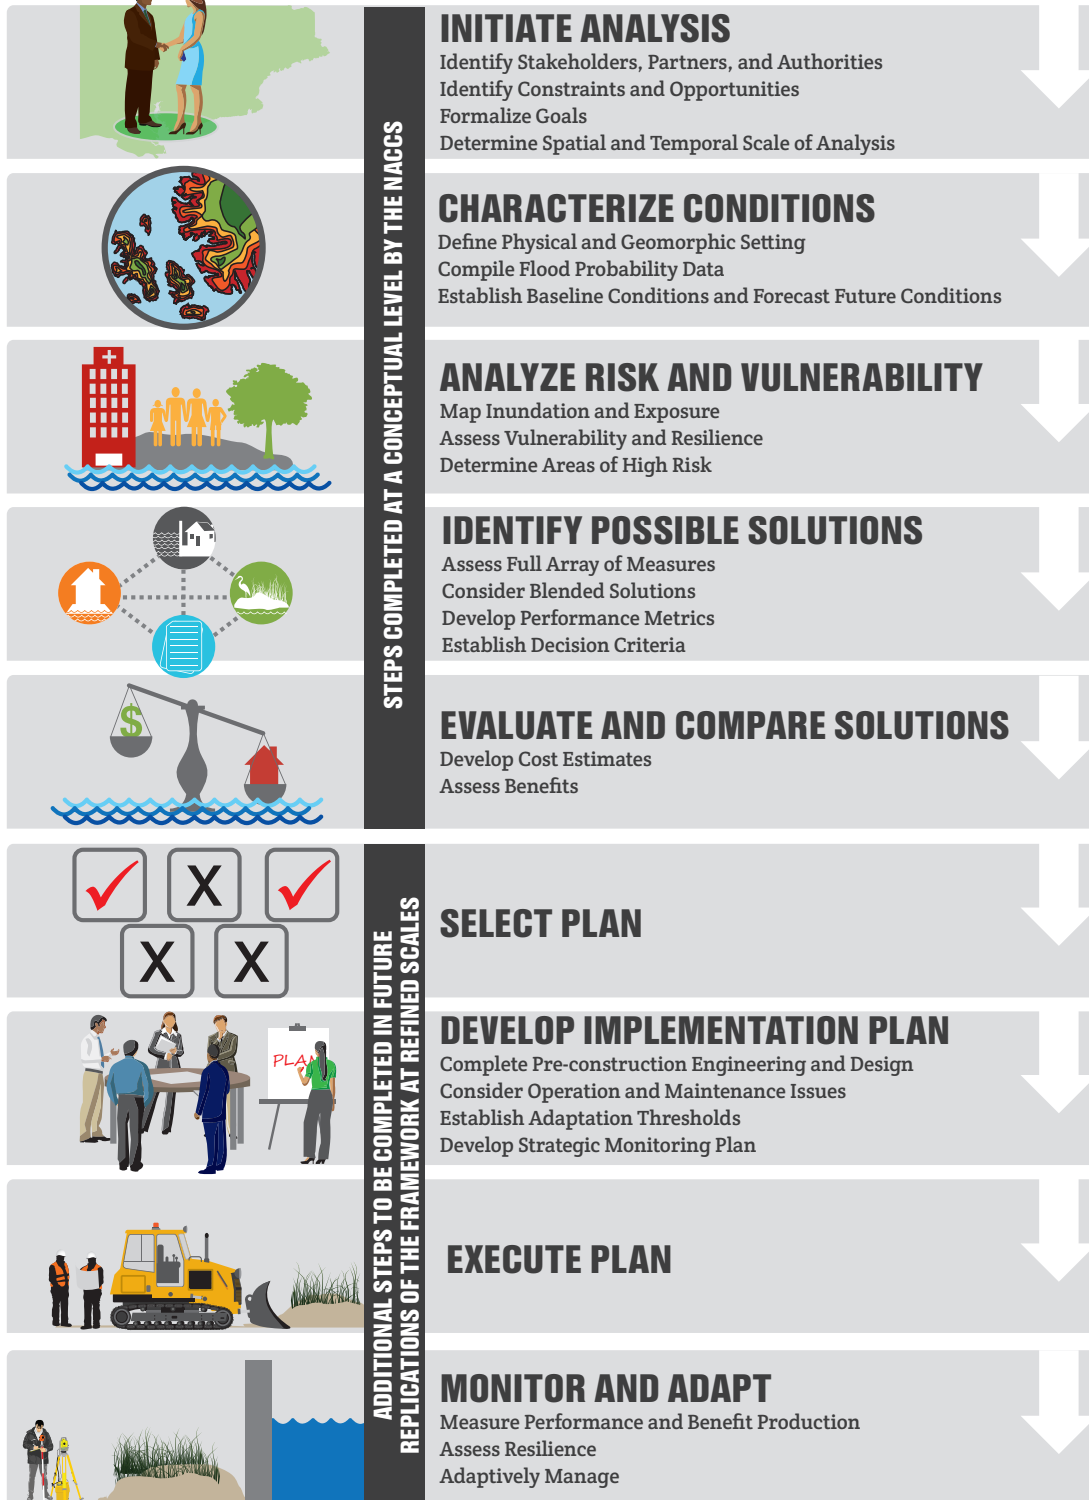 INITIATE ANALYSIS
Identify Stakeholders, Partners, and Authorities
Identify Constraints and Opportunities
Formalize Goals
Determine Spatial and Temporal Scale of Analysis
CHARACTERIZE CONDITIONS
Define Physical and Geomorphic Setting
Compile Flood Probability Data
Establish Baseline Conditions and Forecast Future Conditions
ANALYZE RISK AND VULNERABILITY
Map Inundation and Exposure
Assess Vulnerability and Resilience
Determine Areas of High Risk
IDENTIFY POSSIBLE SOLUTIONS
Assess Full Array of Measures
Consider Blended Solutions
Develop Performance Metrics
Establish Decision Criteria
$
EVALUATE AND COMPARE SOLUTIONS
Develop Cost Estimates
Assess Benefits
STEPS COMPLETED AT A CONCEPTUAL LEVEL BY THE NACCS
X
X X
SELECT PLAN
PLAN
DEVELOP IMPLEMENTATION PLAN
Complete Pre-construction Engineering and Design
Consider Operation and Maintenance Issues
Establish Adaptation Thresholds
Develop Strategic Monitoring Plan
EXECUTE PLAN
MONITOR AND ADAPT
Measure Performance and Benefit Production
Assess Resilience
Adaptively Manage
ADDITIONAL STEPS TO BE COMPLETED IN FUTURE
REPLICATIONS OF THE FRAMEWORK AT REFINED SCALES